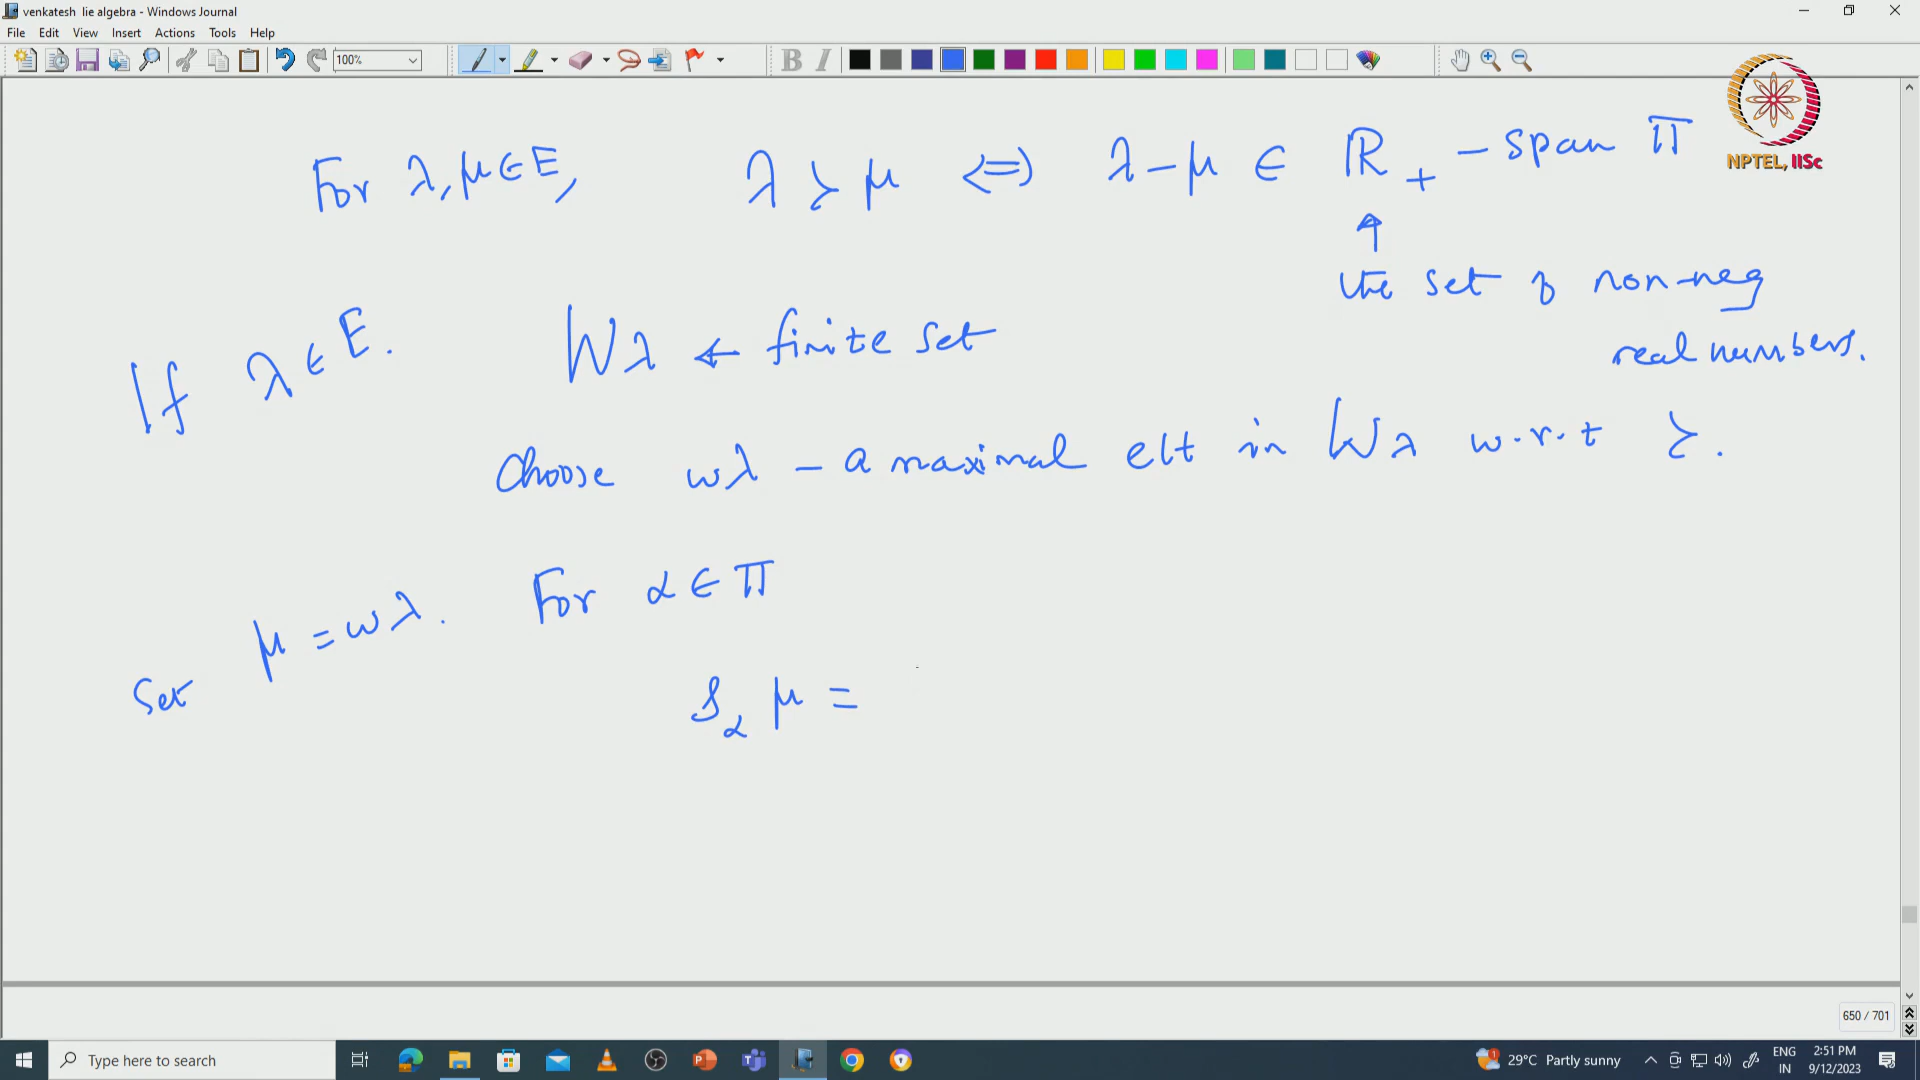 venkatesh lie algebra - Windows Journal
File Edit View Insert Actions Tools Help
100%
B I
NPTEL, IISc
For λ, μ ∈ E, λ ≻ μ ⇔ λ - μ ∈ ℝ₊ - span Π
↑
the set of non-neg
real numbers.
If λ ∈ E. Wλ ← finite set
Choose wλ - a maximal elt in Wλ w.r.t ≻.
Set μ = wλ. For α ∈ Π
s_α μ =
650 / 701
Type here to search
1
29°C Partly sunny
ENG
IN
2:51 PM
9/12/2023